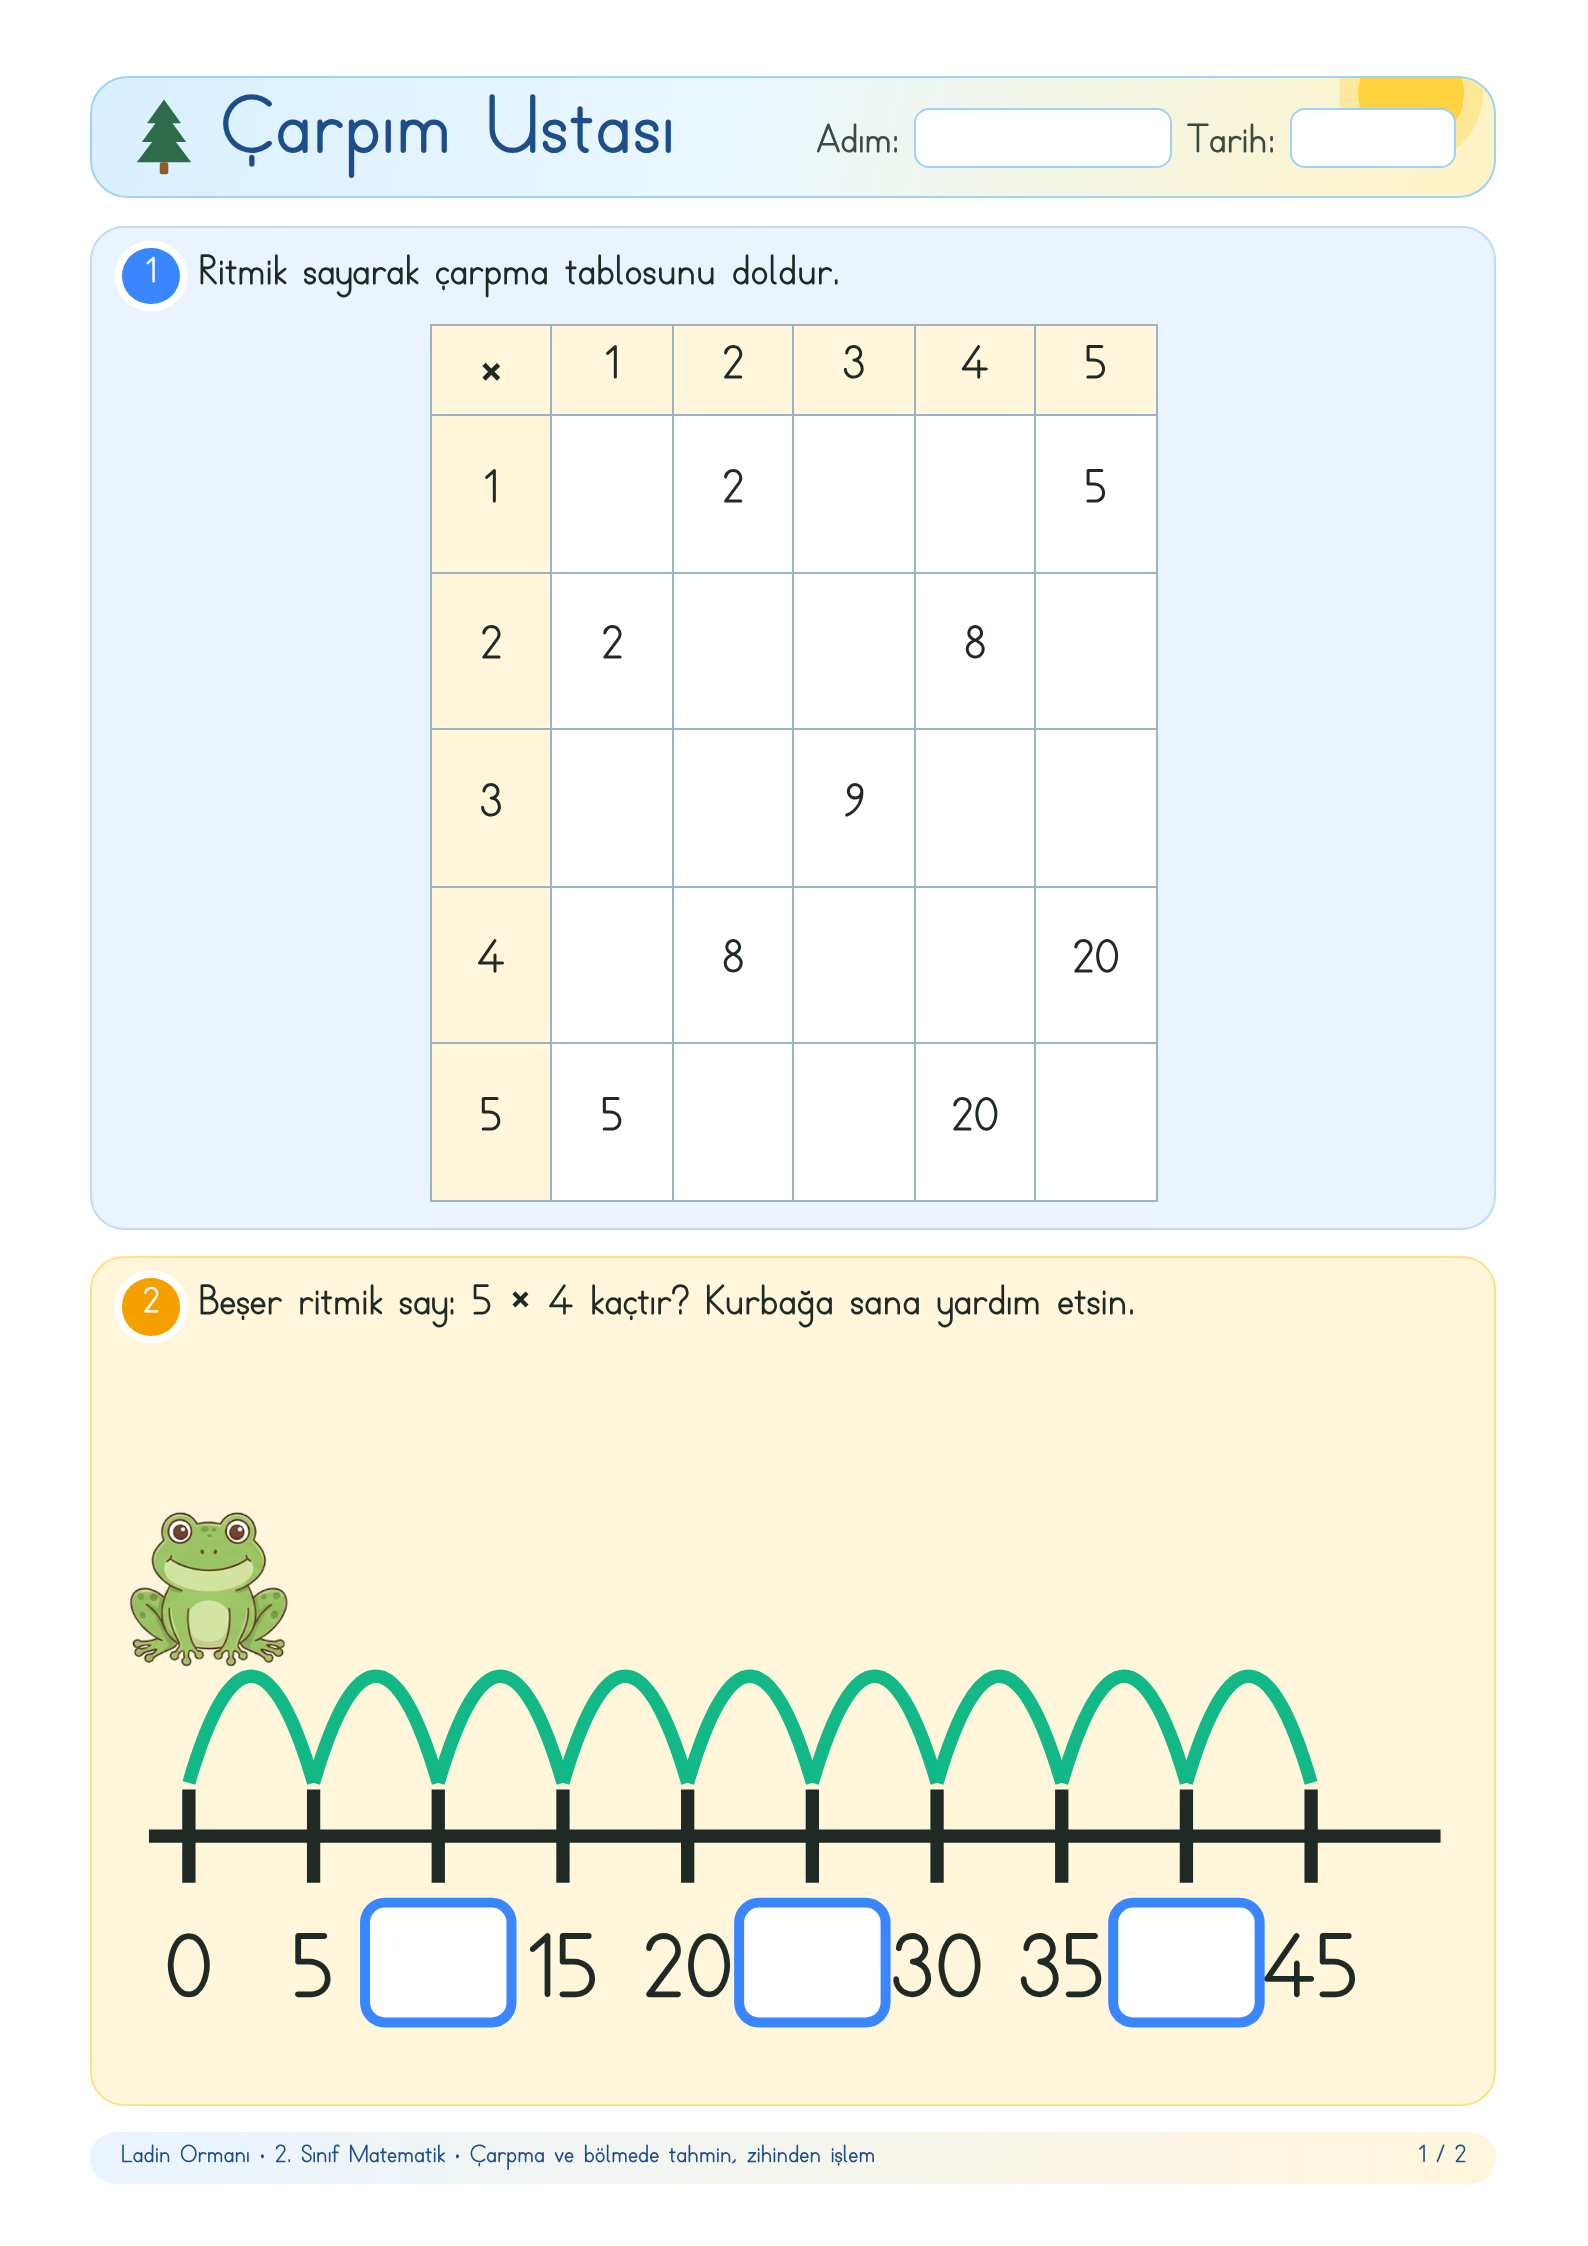 Çarpım Ustası Adım: Tarih:
1 Ritmik sayarak çarpma tablosunu doldur.
× 1 2 3 4 5
1 2 5
2 2 8
3 9
4 8 20
5 5 20
2 Beşer ritmik say: 5 × 4 kaçtır? Kurbağa sana yardım etsin.
0 5 15 20 30 35 45
Ladin Ormanı • 2. Sınıf Matematik • Çarpma ve bölmede tahmin, zihinden işlem 1 / 2